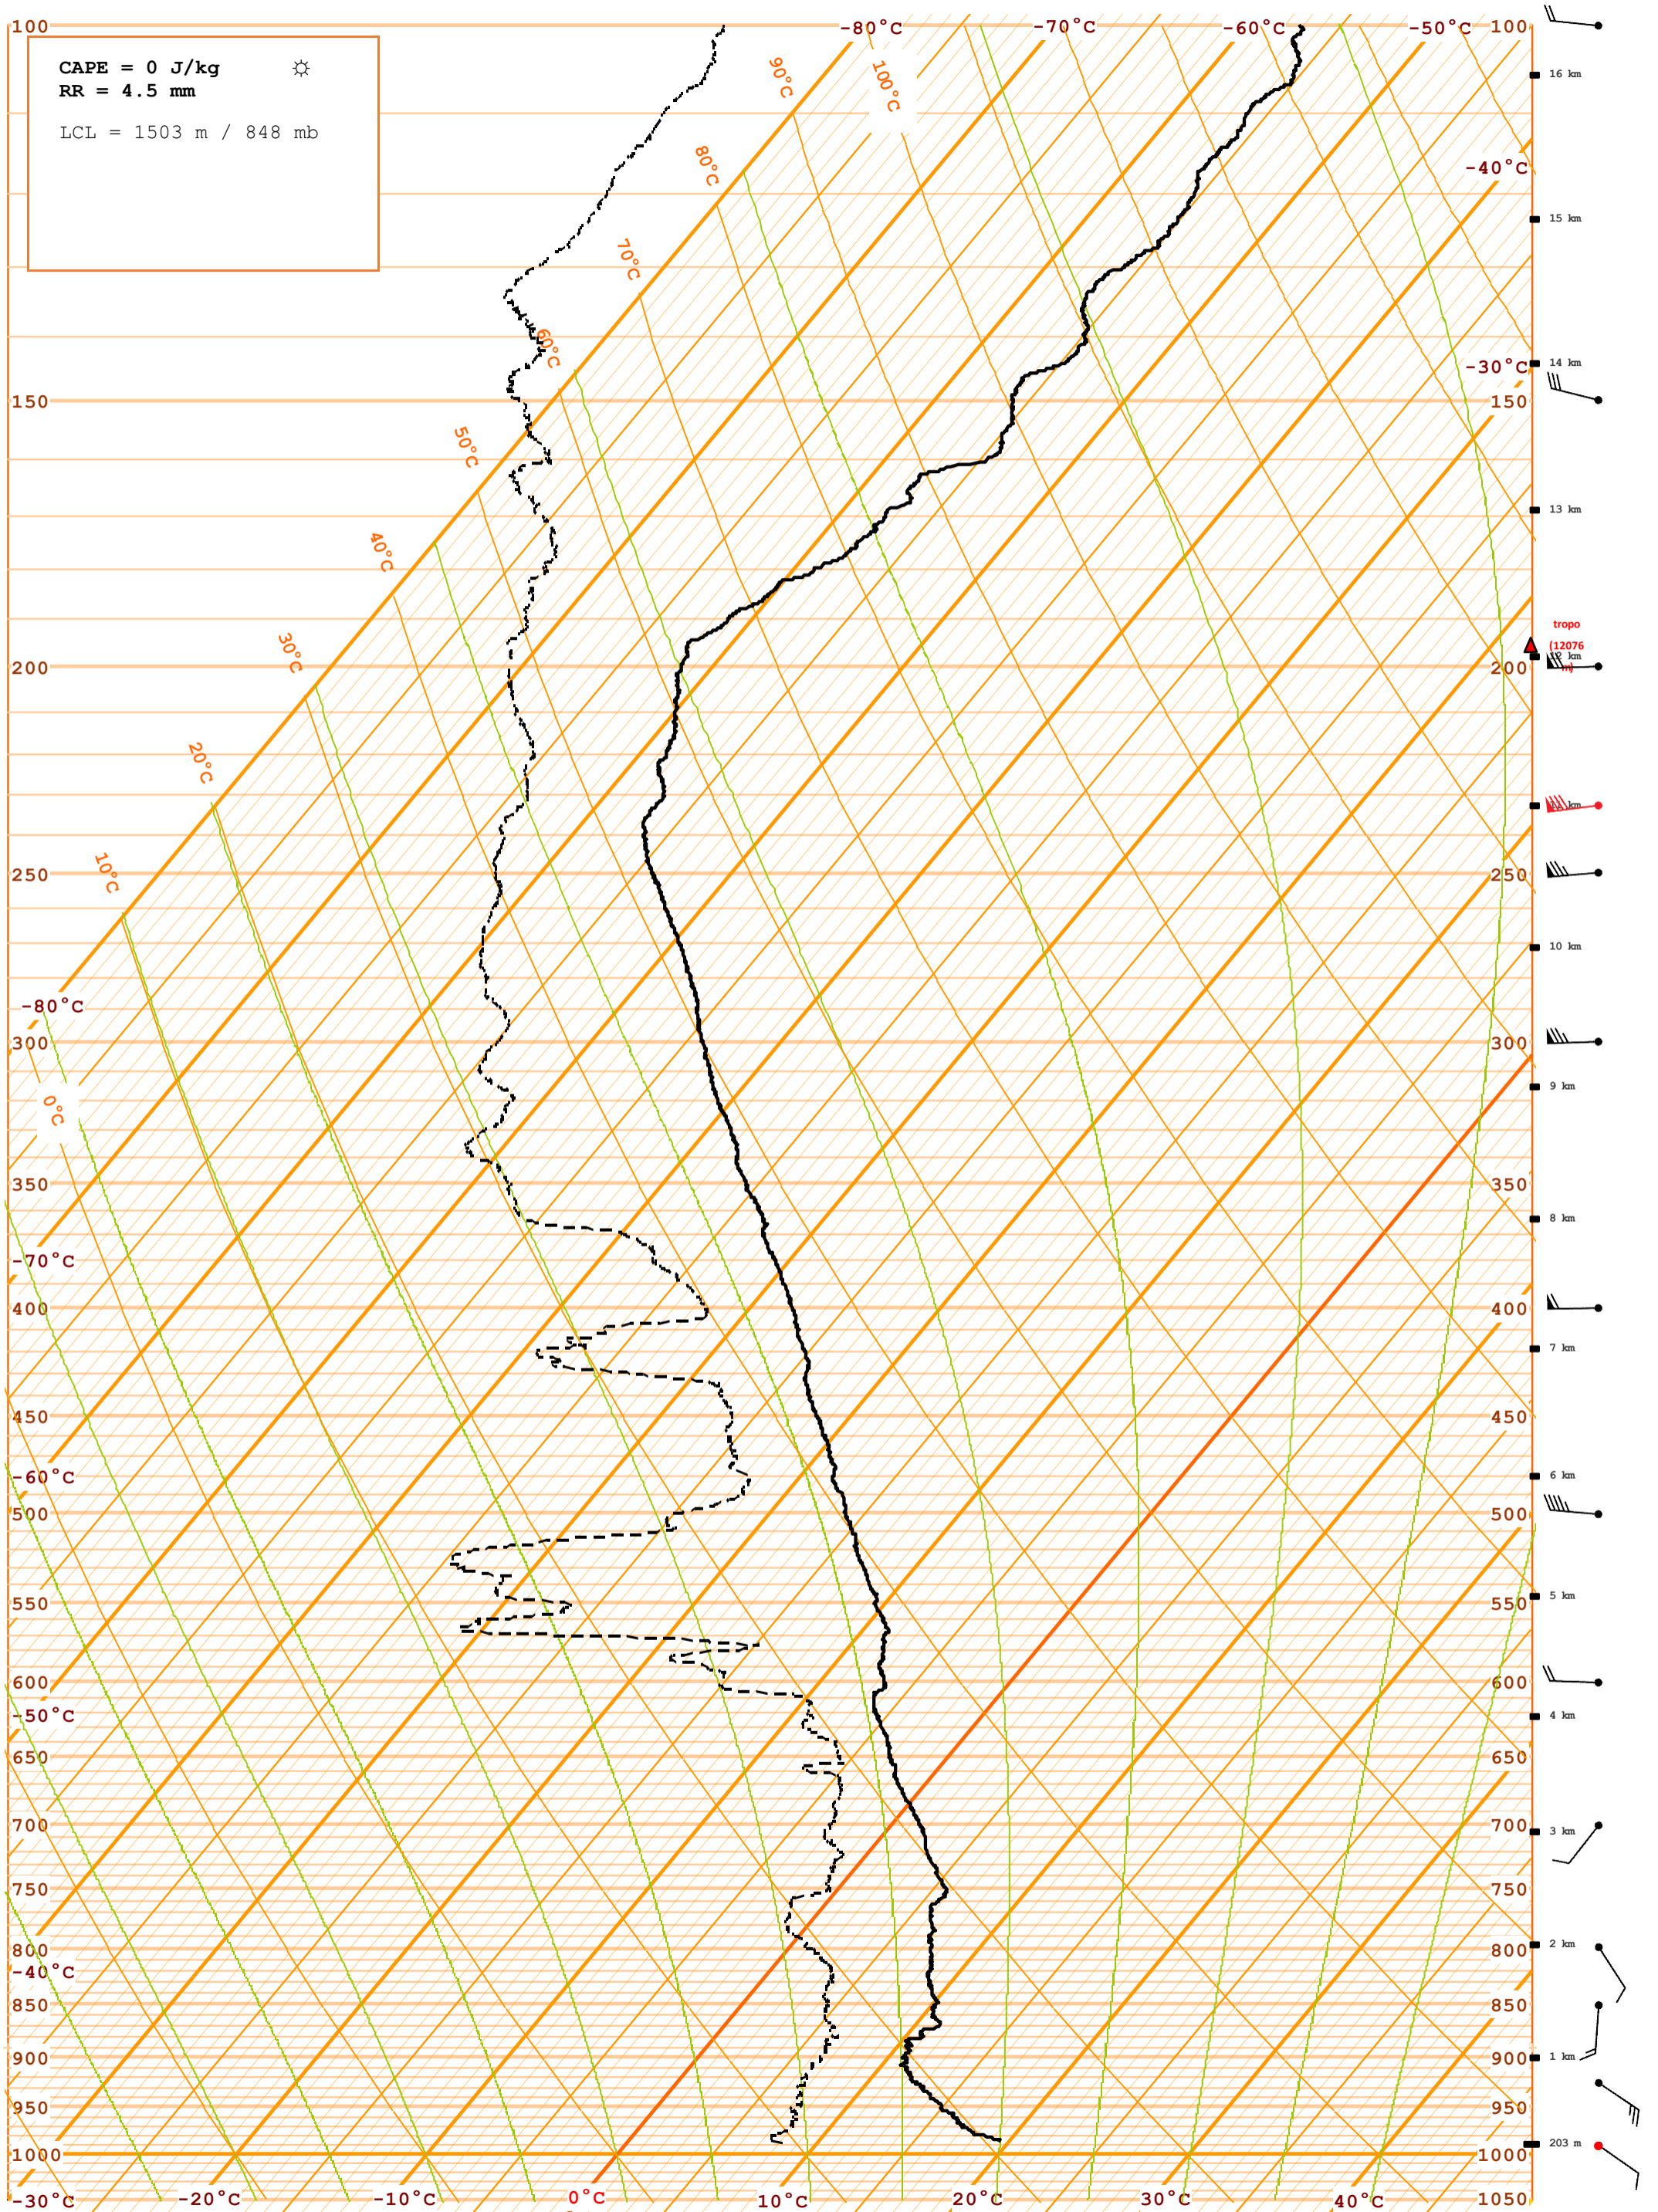 100
-80°C
-70°C
-60°C
-50°C
100
CAPE = 0 J/kg ☼
RR = 4.5 mm
LCL = 1503 m / 848 mb
90°C
100°C
16 km
80°C
-40°C
15 km
70°C
60°C
14 km
-30°C
150
150
50°C
13 km
40°C
30°C
tropo
(12076
m)
12 km
200
200
20°C
km
10°C
250
250
10 km
-80°C
300
300
9 km
0°C
350
350
8 km
-70°C
400
400
7 km
450
450
-60°C
6 km
500
500
5 km
550
550
600
600
-50°C
4 km
650
650
700
700
3 km
750
750
800
800
2 km
-40°C
850
850
900
900
1 km
950
950
203 m
1000
1000
-30°C
-20°C
-10°C
0°C
10°C
20°C
30°C
40°C
1050